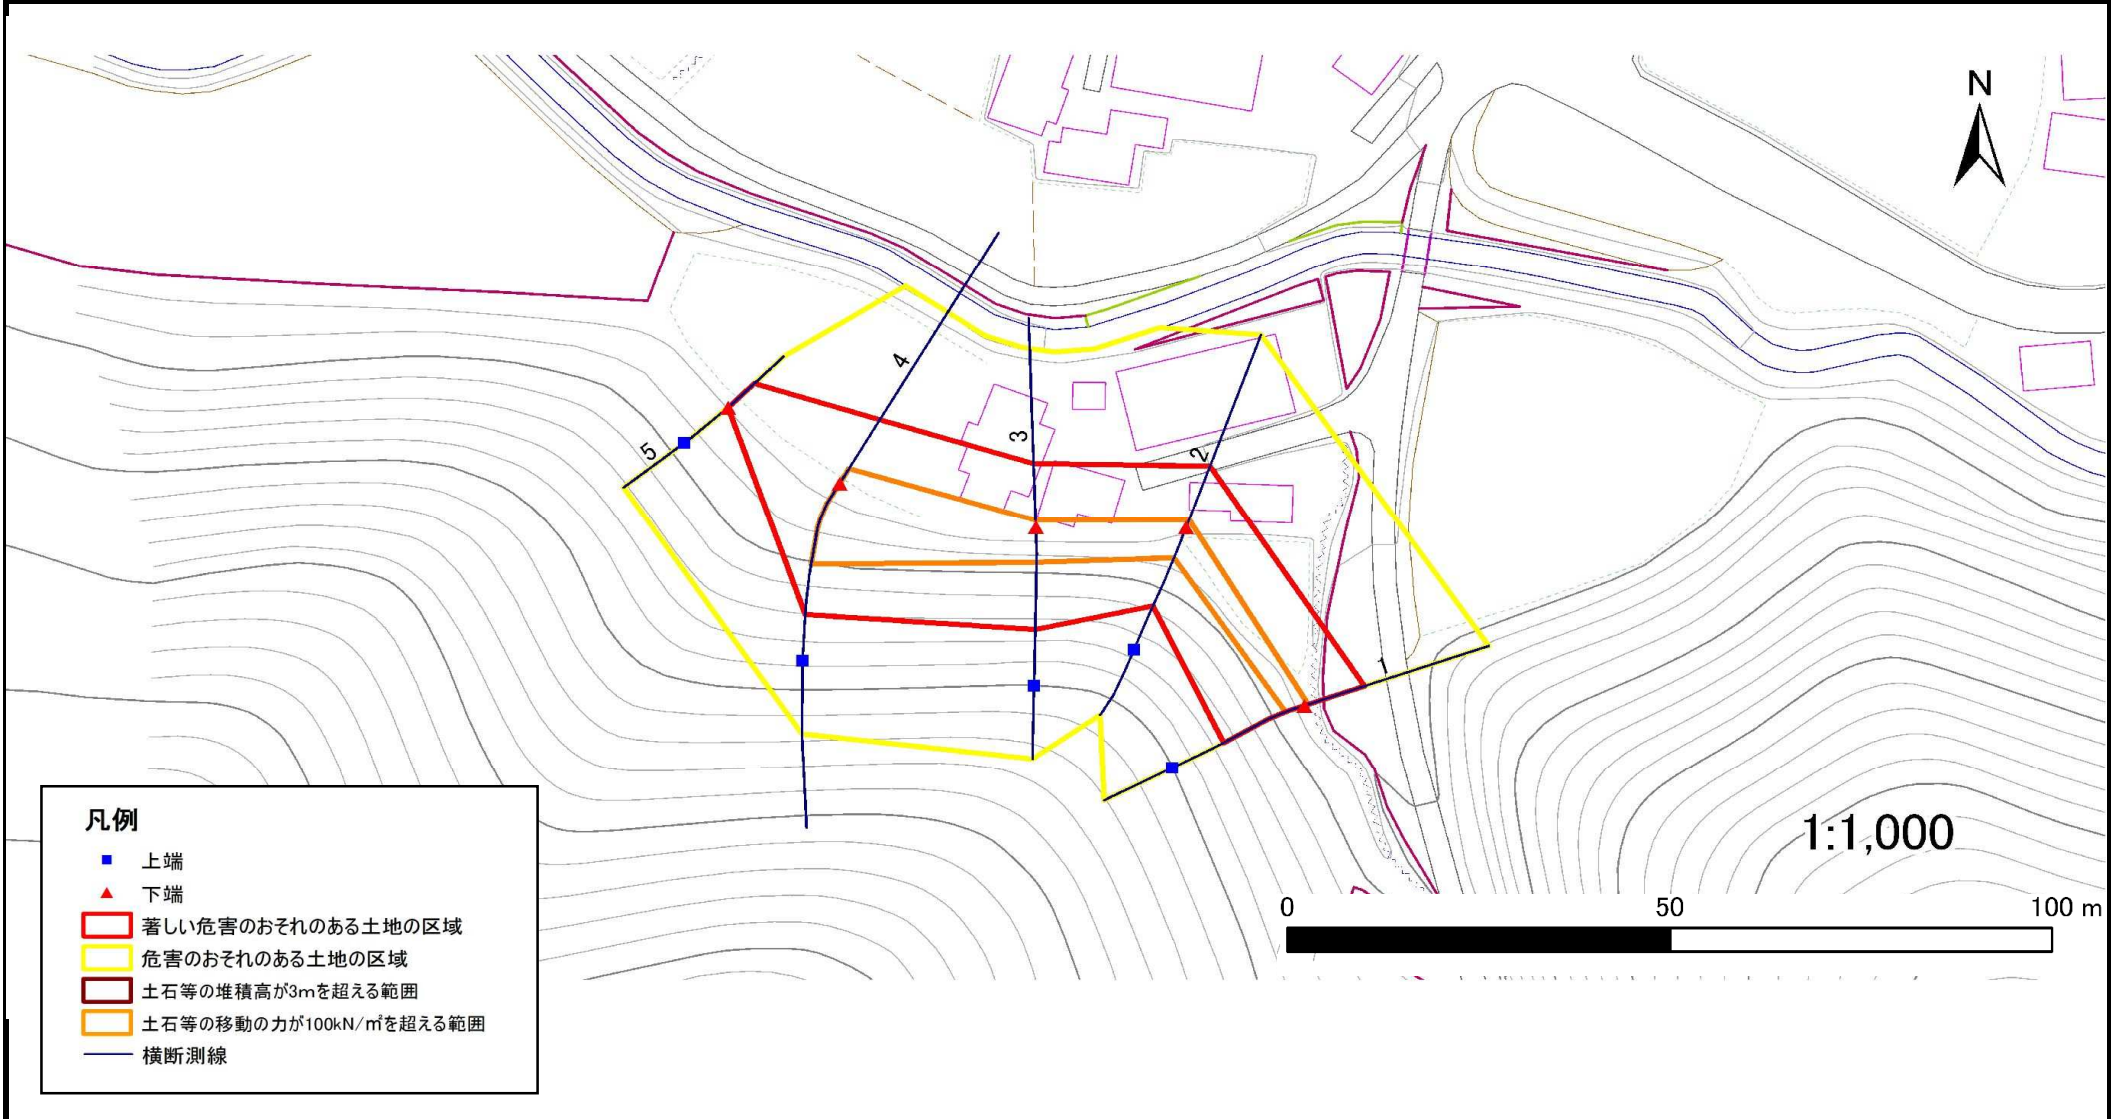 N
4
3
5
2
1
1:1,000
0 50 100 m
凡例
上端
下端
著しい危害のおそれのある土地の区域
危害のおそれのある土地の区域
土石等の堆積高が3mを超える範囲
土石等の移動の力が100kN/㎡を超える範囲
横断測線